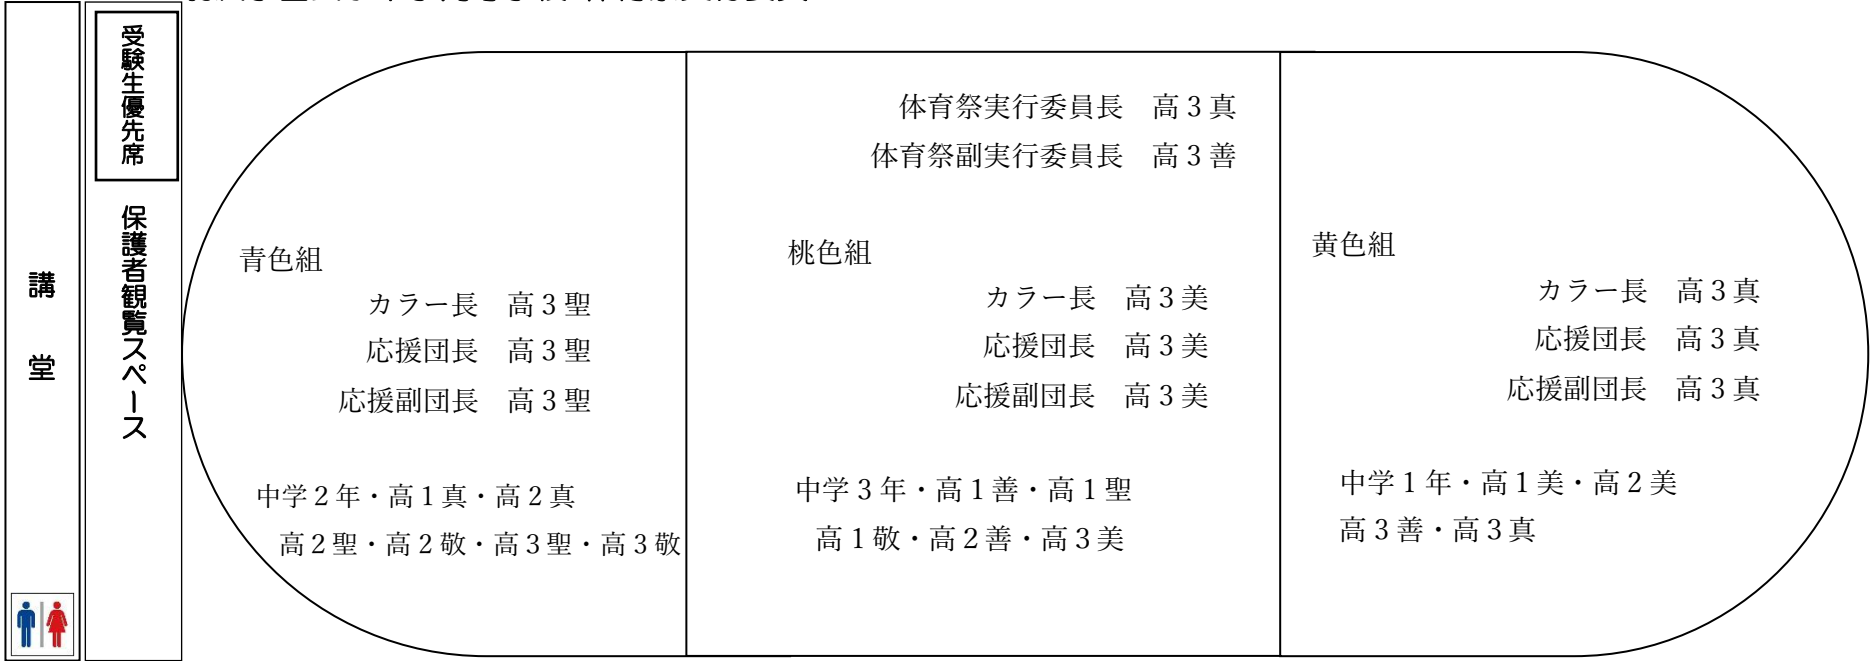 講堂
受験生優先席
保護者観覧スペース
体育祭実行委員長　高３真
体育祭副実行委員長　高３善
青色組
カラー長　高３聖
応援団長　高３聖
応援副団長　高３聖
中学２年・高１真・高２真
高２聖・高２敬・高３聖・高３敬
桃色組
カラー長　高３美
応援団長　高３美
応援副団長　高３美
中学３年・高１善・高１聖
高１敬・高２善・高３美
黄色組
カラー長　高３真
応援団長　高３真
応援副団長　高３真
中学１年・高１美・高２美
高３善・高３真